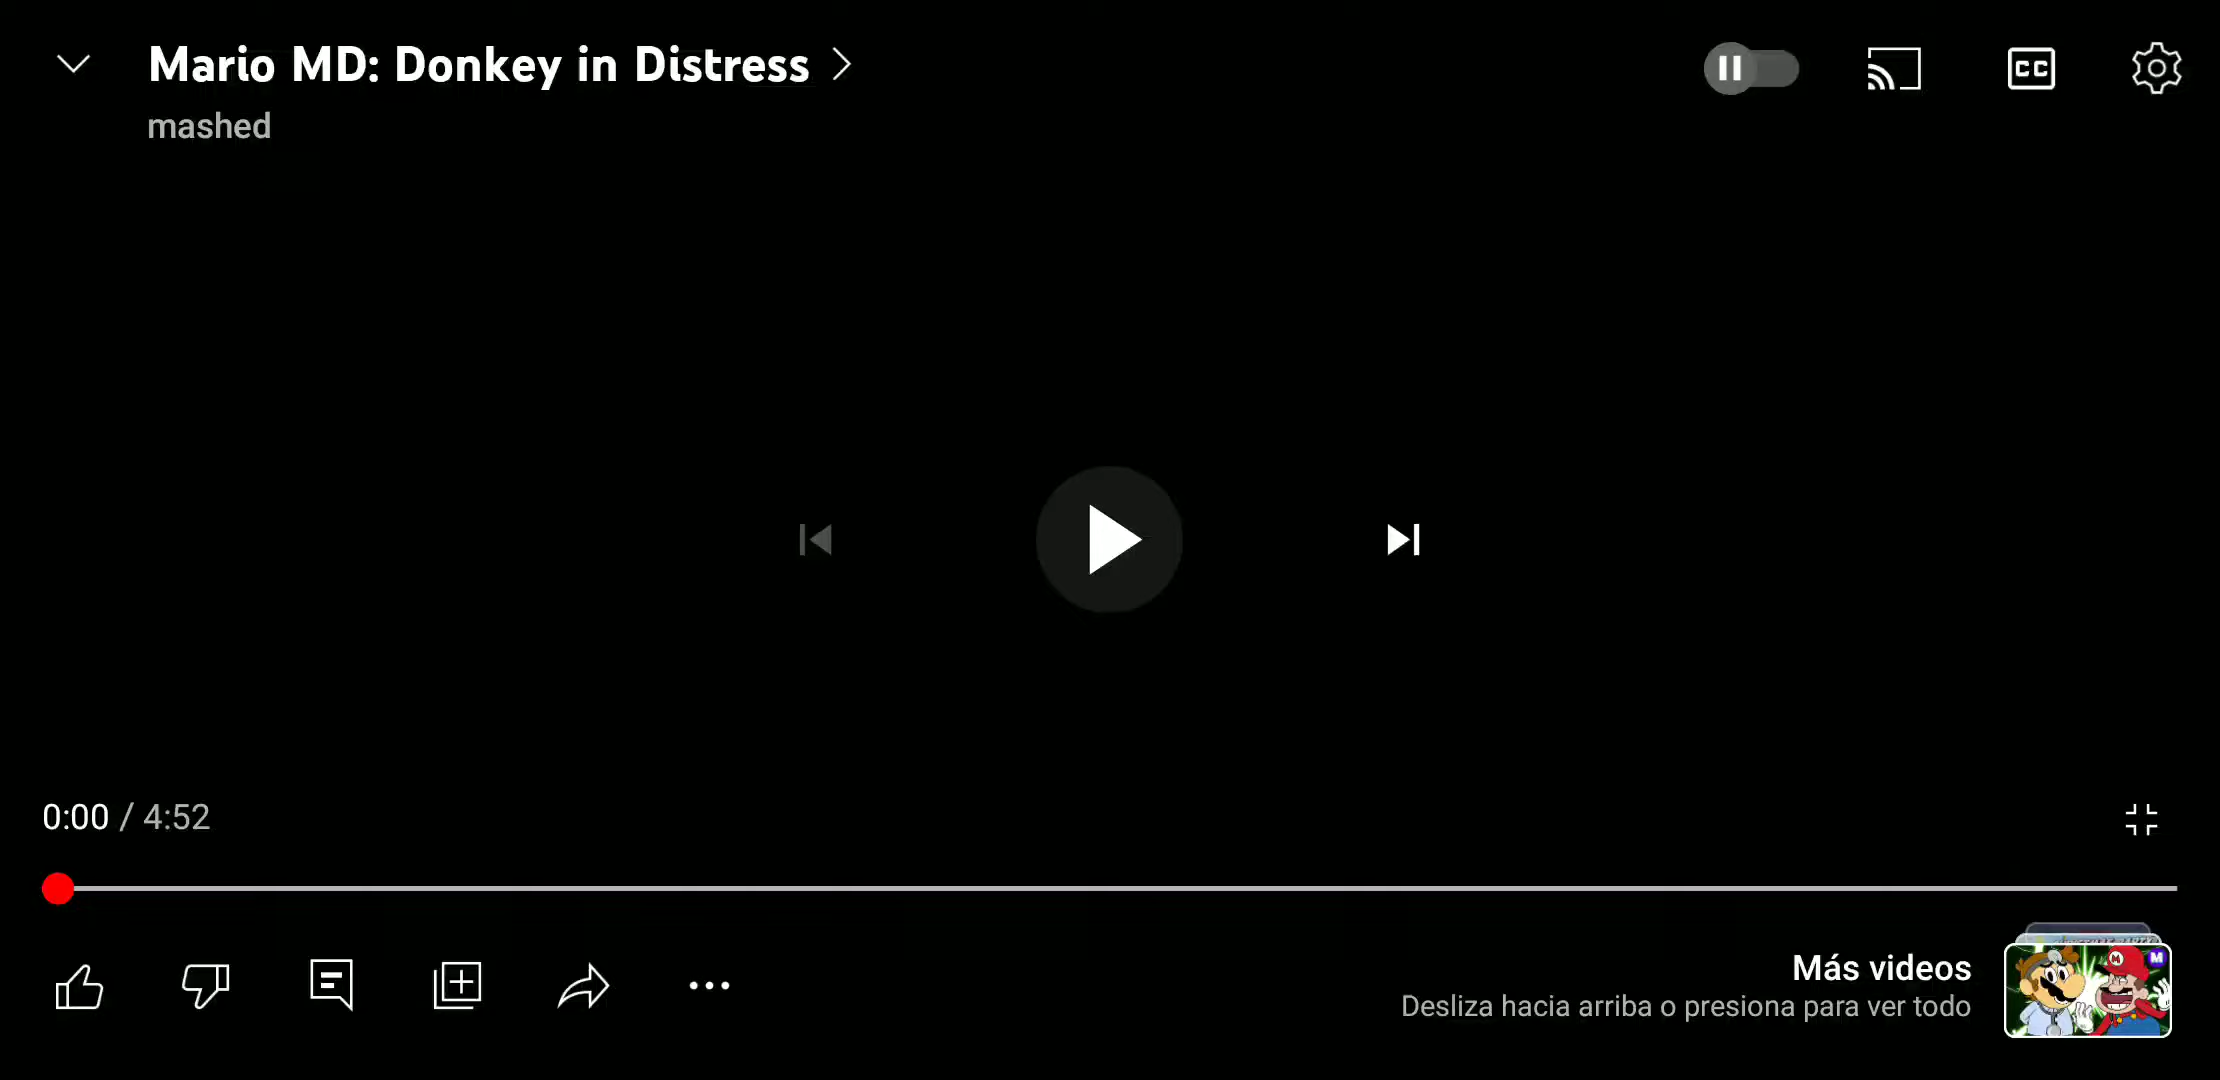 Mario MD: Donkey in Distress
mashed
CC
0:00 / 4:52
Más videos
Desliza hacia arriba o presiona para ver todo
M
M